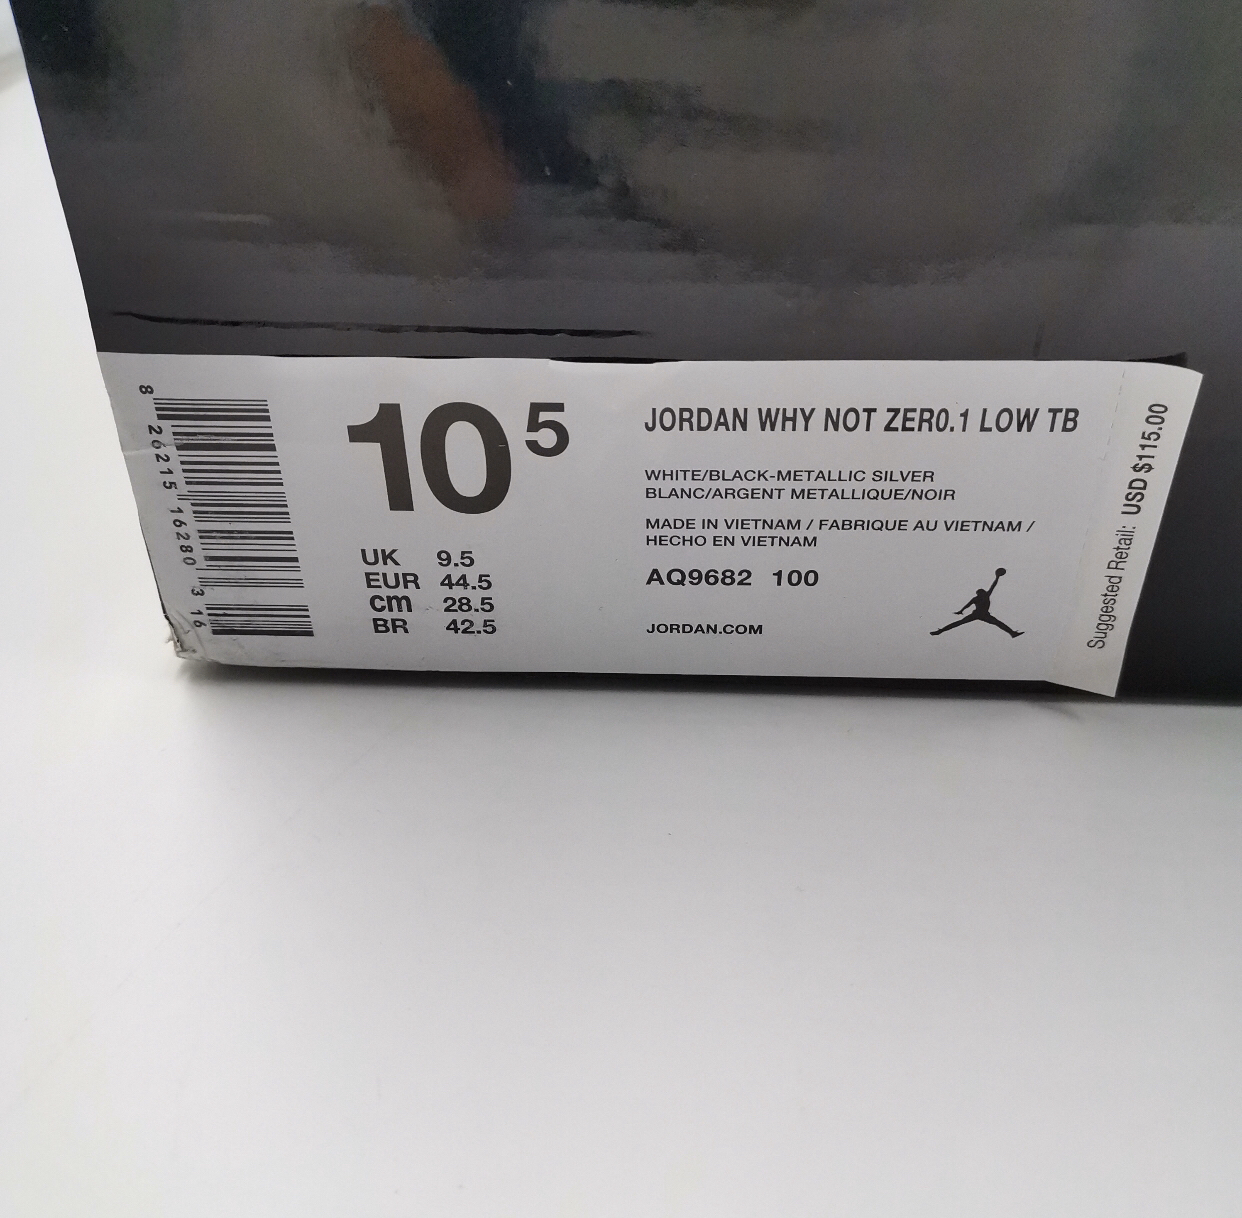 8 26215 16280 3 16
10 5
UK 9.5
EUR 44.5
cm 28.5
BR 42.5
JORDAN WHY NOT ZER0.1 LOW TB
WHITE/BLACK-METALLIC SILVER
BLANC/ARGENT METALLIQUE/NOIR
MADE IN VIETNAM / FABRIQUE AU VIETNAM /
HECHO EN VIETNAM
AQ9682 100
JORDAN.COM
Suggested Retail: USD $115.00